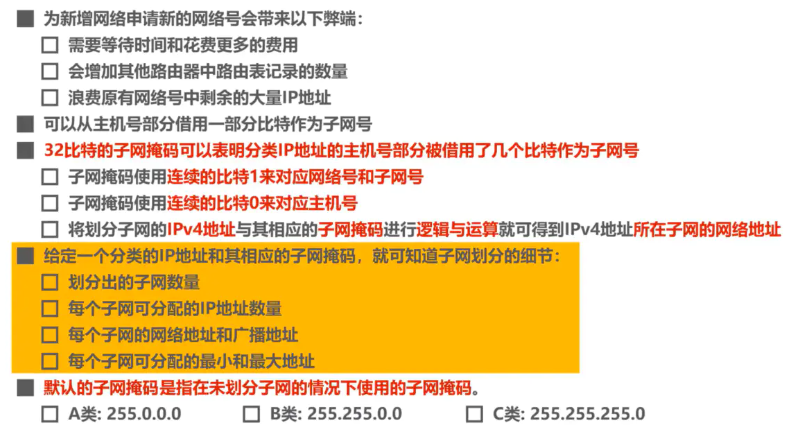 为新增网络申请新的网络号会带来以下弊端：
需要等待时间和花费更多的费用
会增加其他路由器中路由表记录的数量
浪费原有网络号中剩余的大量IP地址
可以从主机号部分借用一部分比特作为子网号
32比特的子网掩码可以表明分类IP地址的主机号部分被借用了几个比特作为子网号
子网掩码使用连续的比特1来对应网络号和子网号
子网掩码使用连续的比特0来对应主机号
将划分子网的IPv4地址与其相应的子网掩码进行逻辑与运算就可得到IPv4地址所在子网的网络地址
给定一个分类的IP地址和其相应的子网掩码，就可知道子网划分的细节：
划分出的子网数量
每个子网可分配的IP地址数量
每个子网的网络地址和广播地址
每个子网可分配的最小和最大地址
默认的子网掩码是指在未划分子网的情况下使用的子网掩码。
A类: 255.0.0.0 B类: 255.255.0.0 C类: 255.255.255.0